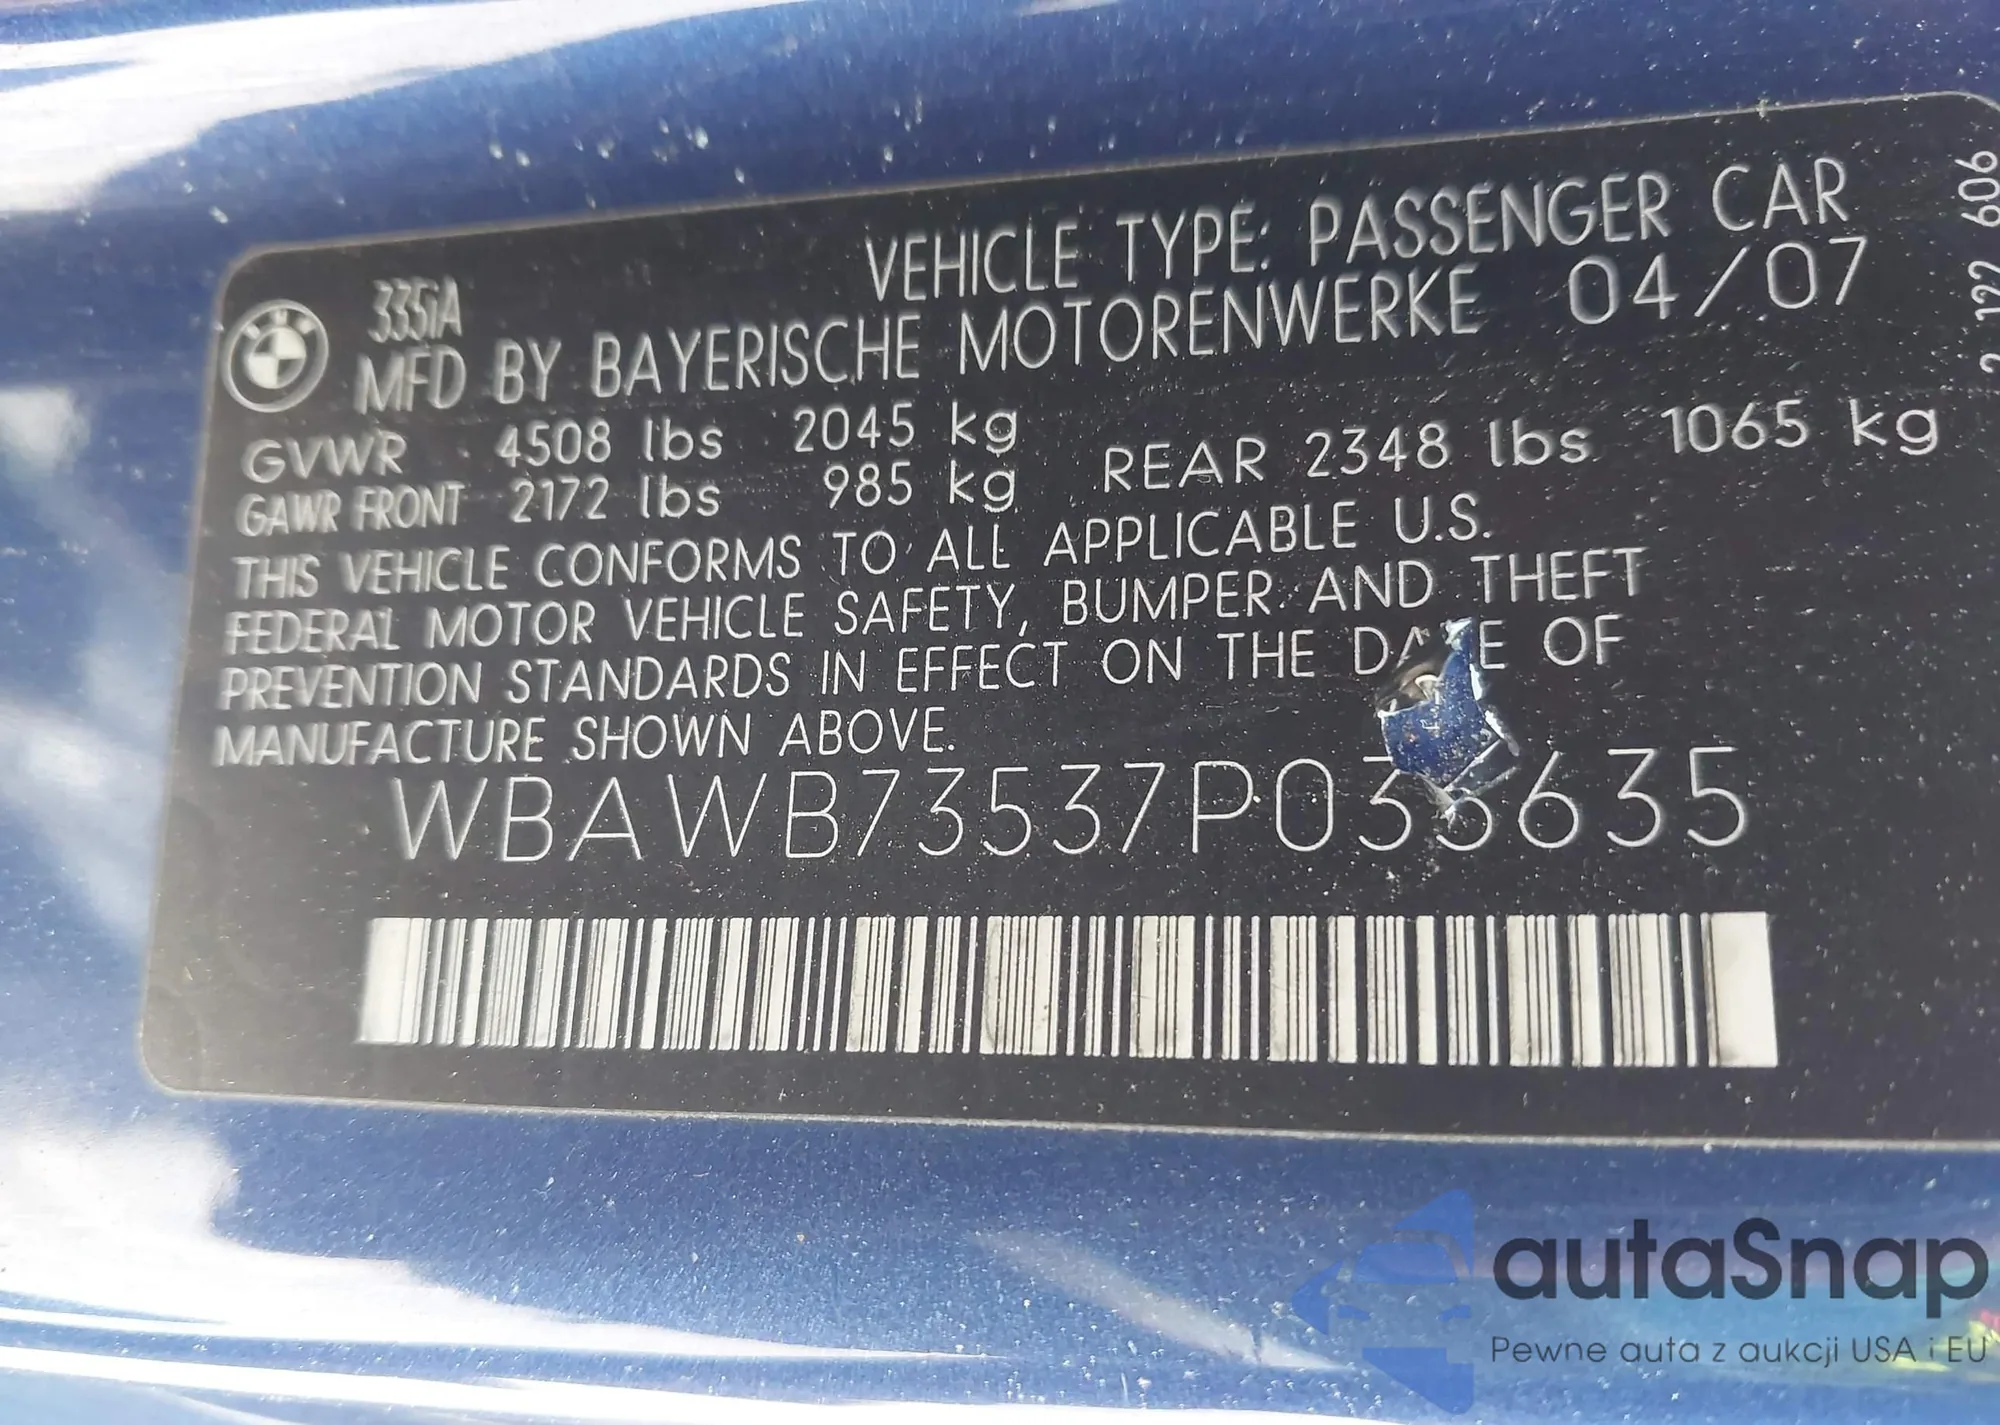 335iA
VEHICLE TYPE: PASSENGER CAR
MFD BY BAYERISCHE MOTORENWERKE 04/07
GVWR 4508 lbs 2045 kg
GAWR FRONT 2172 lbs 985 kg REAR 2348 lbs 1065 kg
THIS VEHICLE CONFORMS TO ALL APPLICABLE U.S.
FEDERAL MOTOR VEHICLE SAFETY, BUMPER AND THEFT
PREVENTION STANDARDS IN EFFECT ON THE DATE OF
MANUFACTURE SHOWN ABOVE.
WBAWB73537P035635
122 606
autaSnap
Pewne auta z aukcji USA i EU